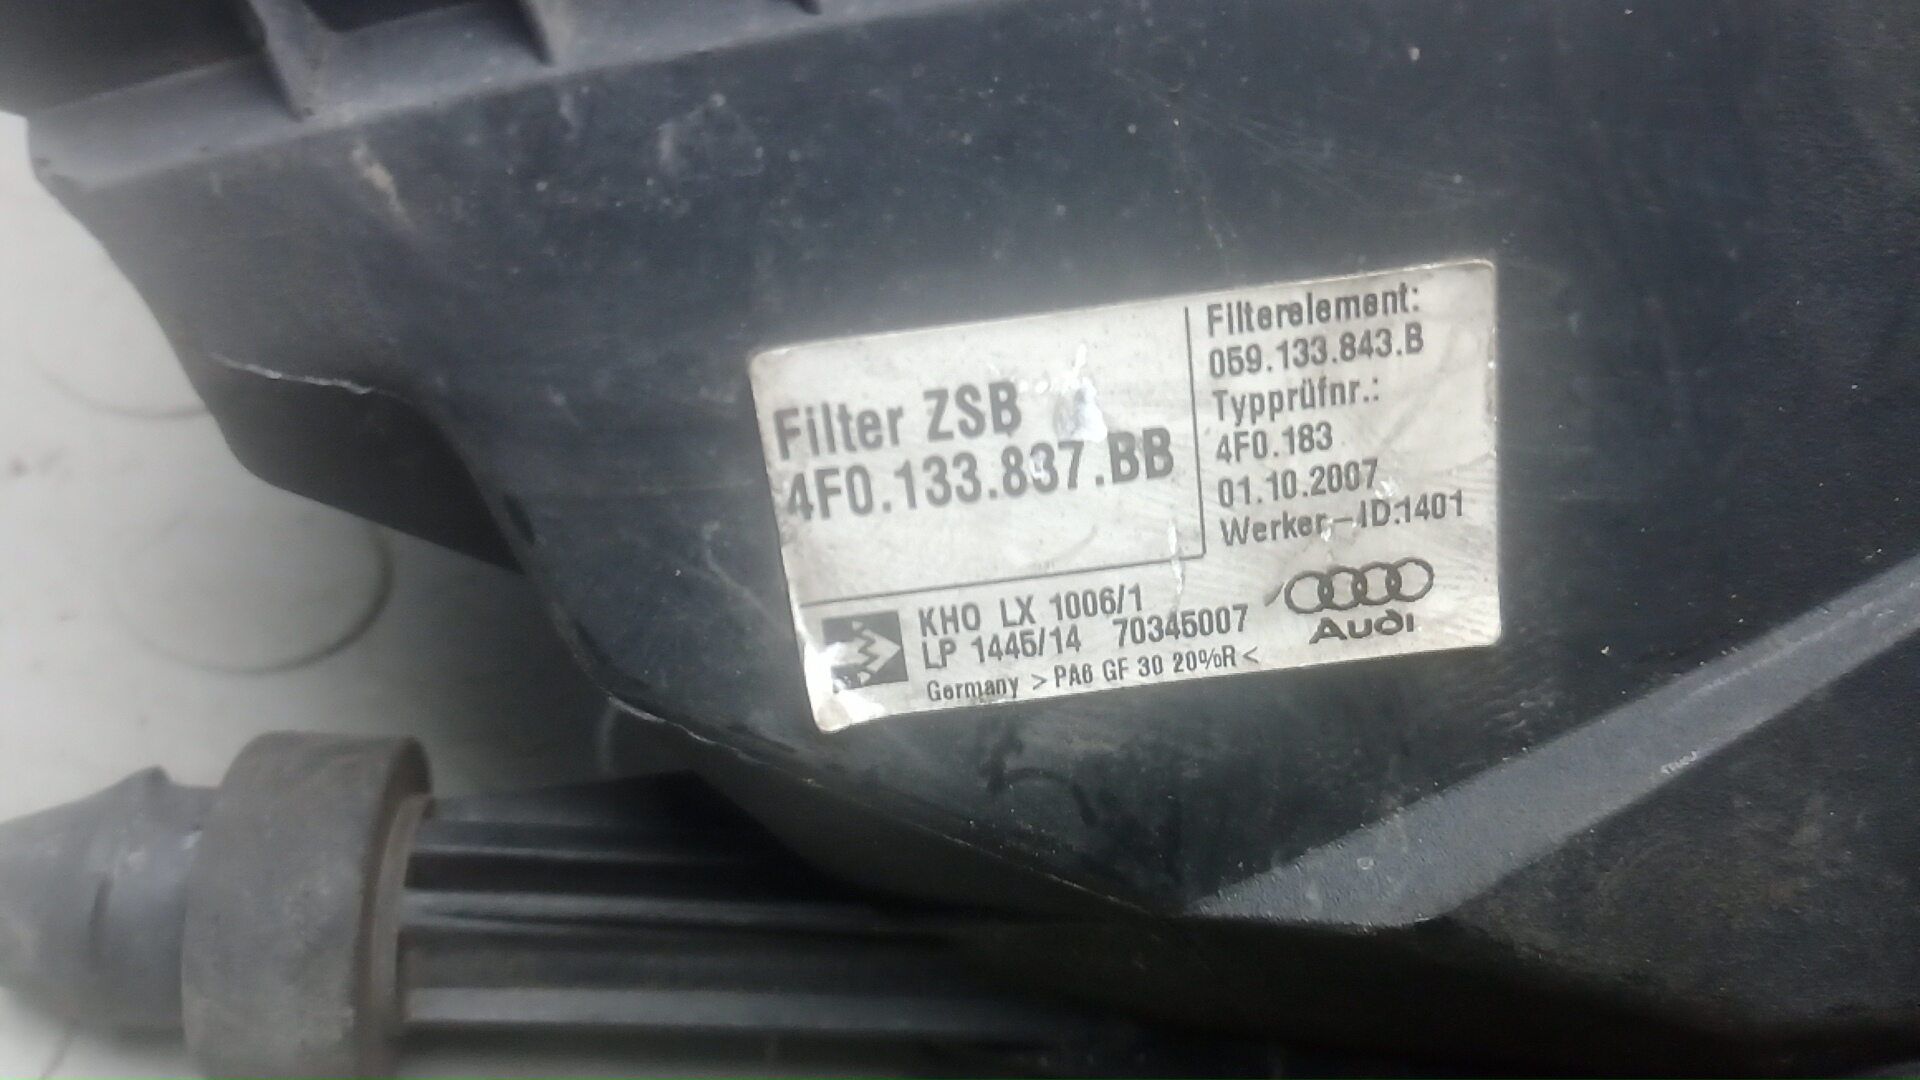 Filter ZSB
4F0.133.837.BB
Filterelement:
059.133.843.B
Typprüfnr.:
4F0.183
01.10.2007
Werker-ID:1401
KHO LX 1006/1
LP 1445/14 70345007
Germany >PA6 GF 30 20%R<
Audi